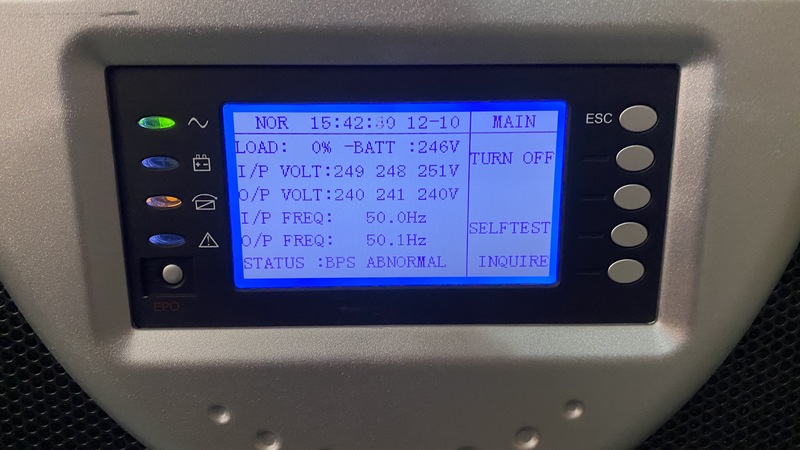 NOR 15:42:30 12-10 MAIN
LOAD: 0% -BATT :246V
TURN OFF
I/P VOLT:249 248 251V
O/P VOLT:240 241 240V
I/P FREQ: 50.0Hz
SELFTEST
O/P FREQ: 50.1Hz
STATUS :BPS ABNORMAL
INQUIRE
ESC
EPO